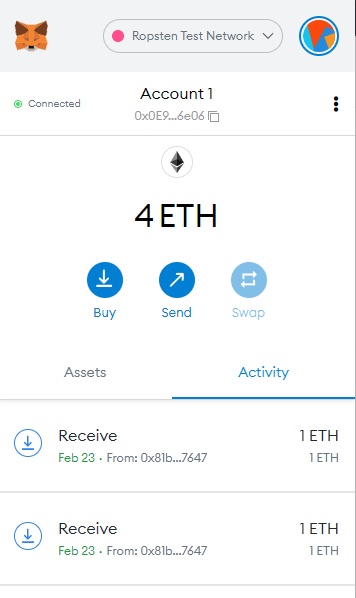 Ropsten Test Network
Connected
Account 1
0x0E9...6e06
4 ETH
Buy
Send
Swap
Assets
Activity
Receive
1 ETH
Feb 23 · From: 0x81b...7647
1 ETH
Receive
1 ETH
Feb 23 · From: 0x81b...7647
1 ETH